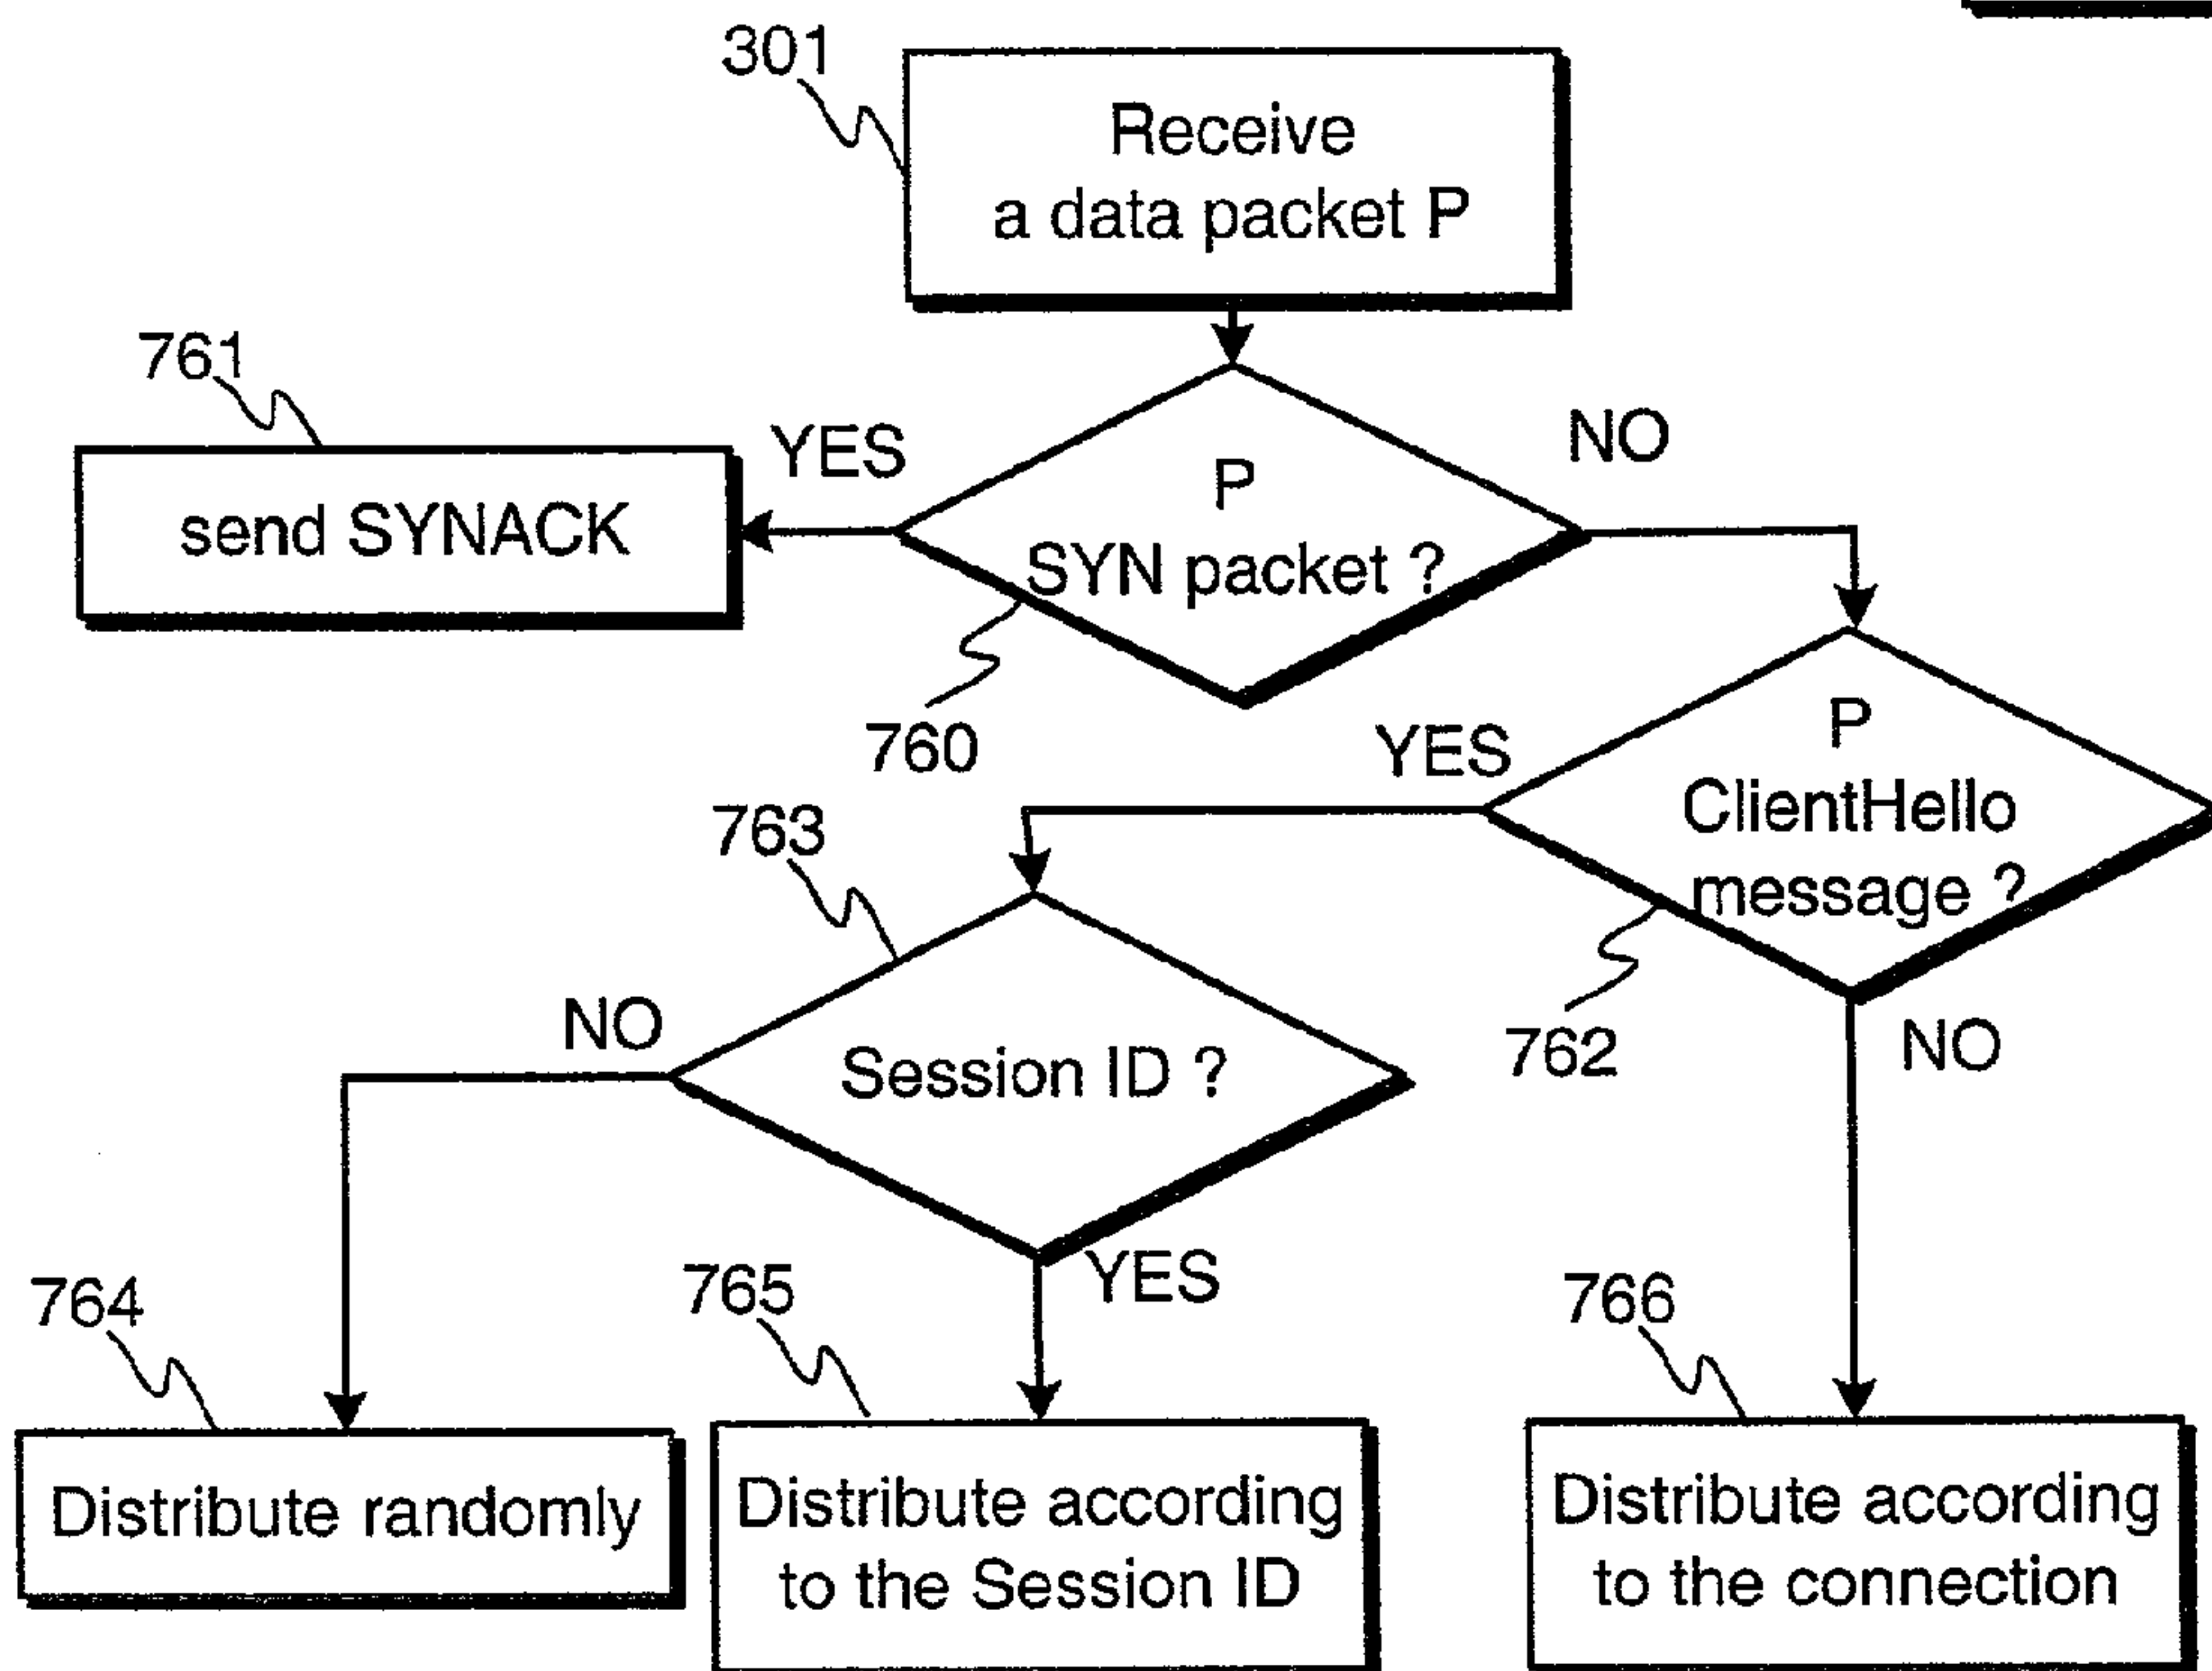 301
Receive
a data packet P
761
YES
NO
send SYNACK
P
SYN packet ?
760
YES
P
ClientHello
message ?
763
762
NO
NO
Session ID ?
YES
764
765
766
Distribute randomly
Distribute according
to the Session ID
Distribute according
to the connection